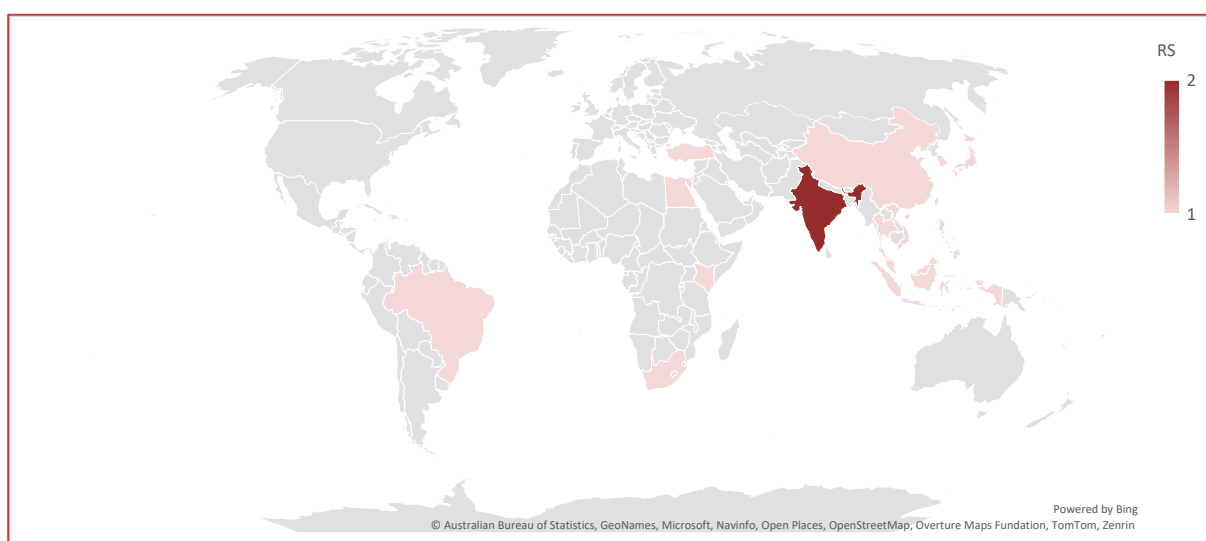 RS
2
1
Powered by Bing
© Australian Bureau of Statistics, GeoNames, Microsoft, Navinfo, Open Places, OpenStreetMap, Overture Maps Fundation, TomTom, Zenrin